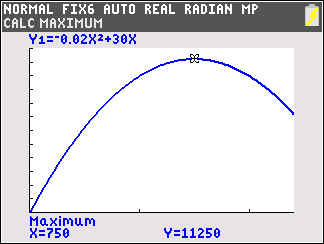 NORMAL FIX6 AUTO REAL RADIAN MP
CALC MAXIMUM
Y1=⁻0.02X²+30X
Maximum
X=750 Y=11250